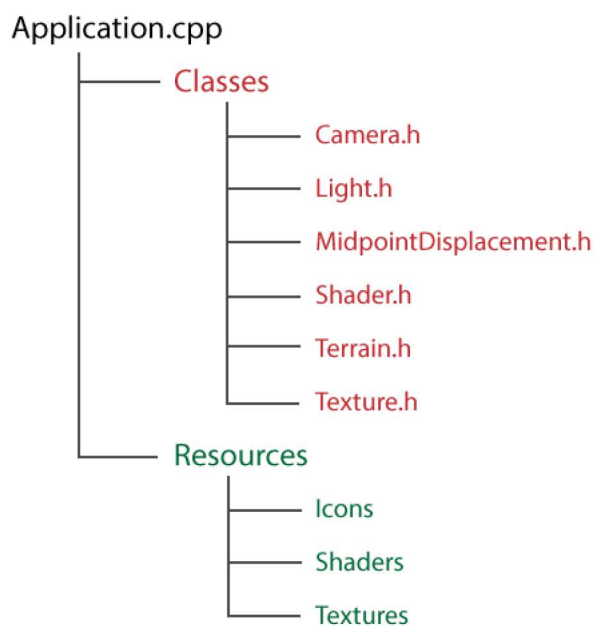 Application.cpp
Classes
Camera.h
Light.h
MidpointDisplacement.h
Shader.h
Terrain.h
Texture.h
Resources
Icons
Shaders
Textures